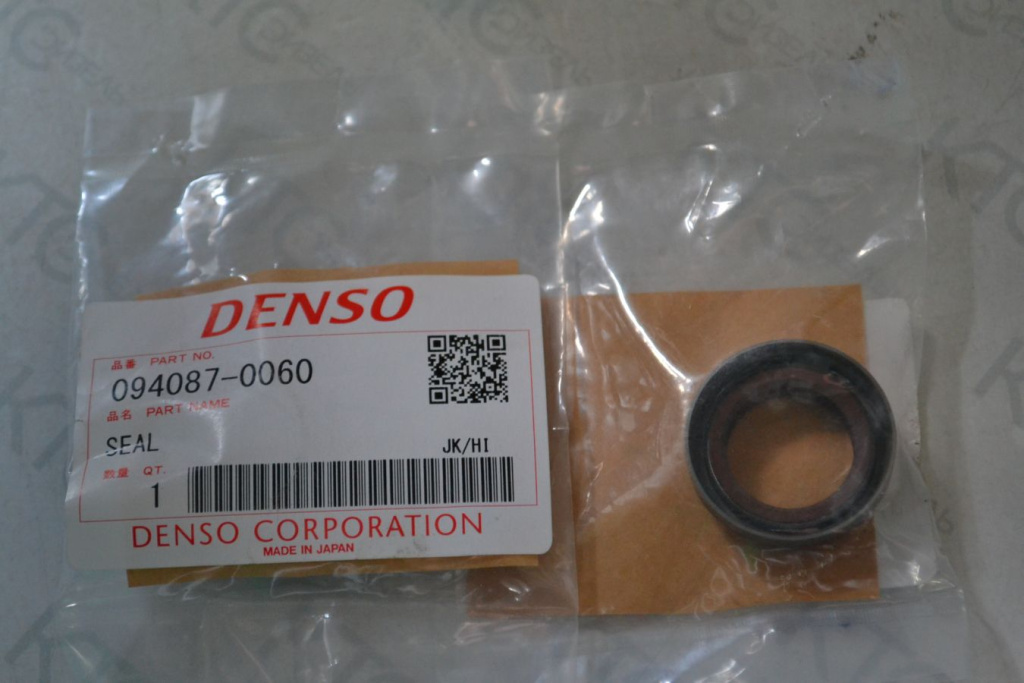 DENSO
品番 PART NO.
094087-0060
品名 PART NAME
SEAL JK/HI
数量 QT.
1
DENSO CORPORATION
MADE IN JAPAN